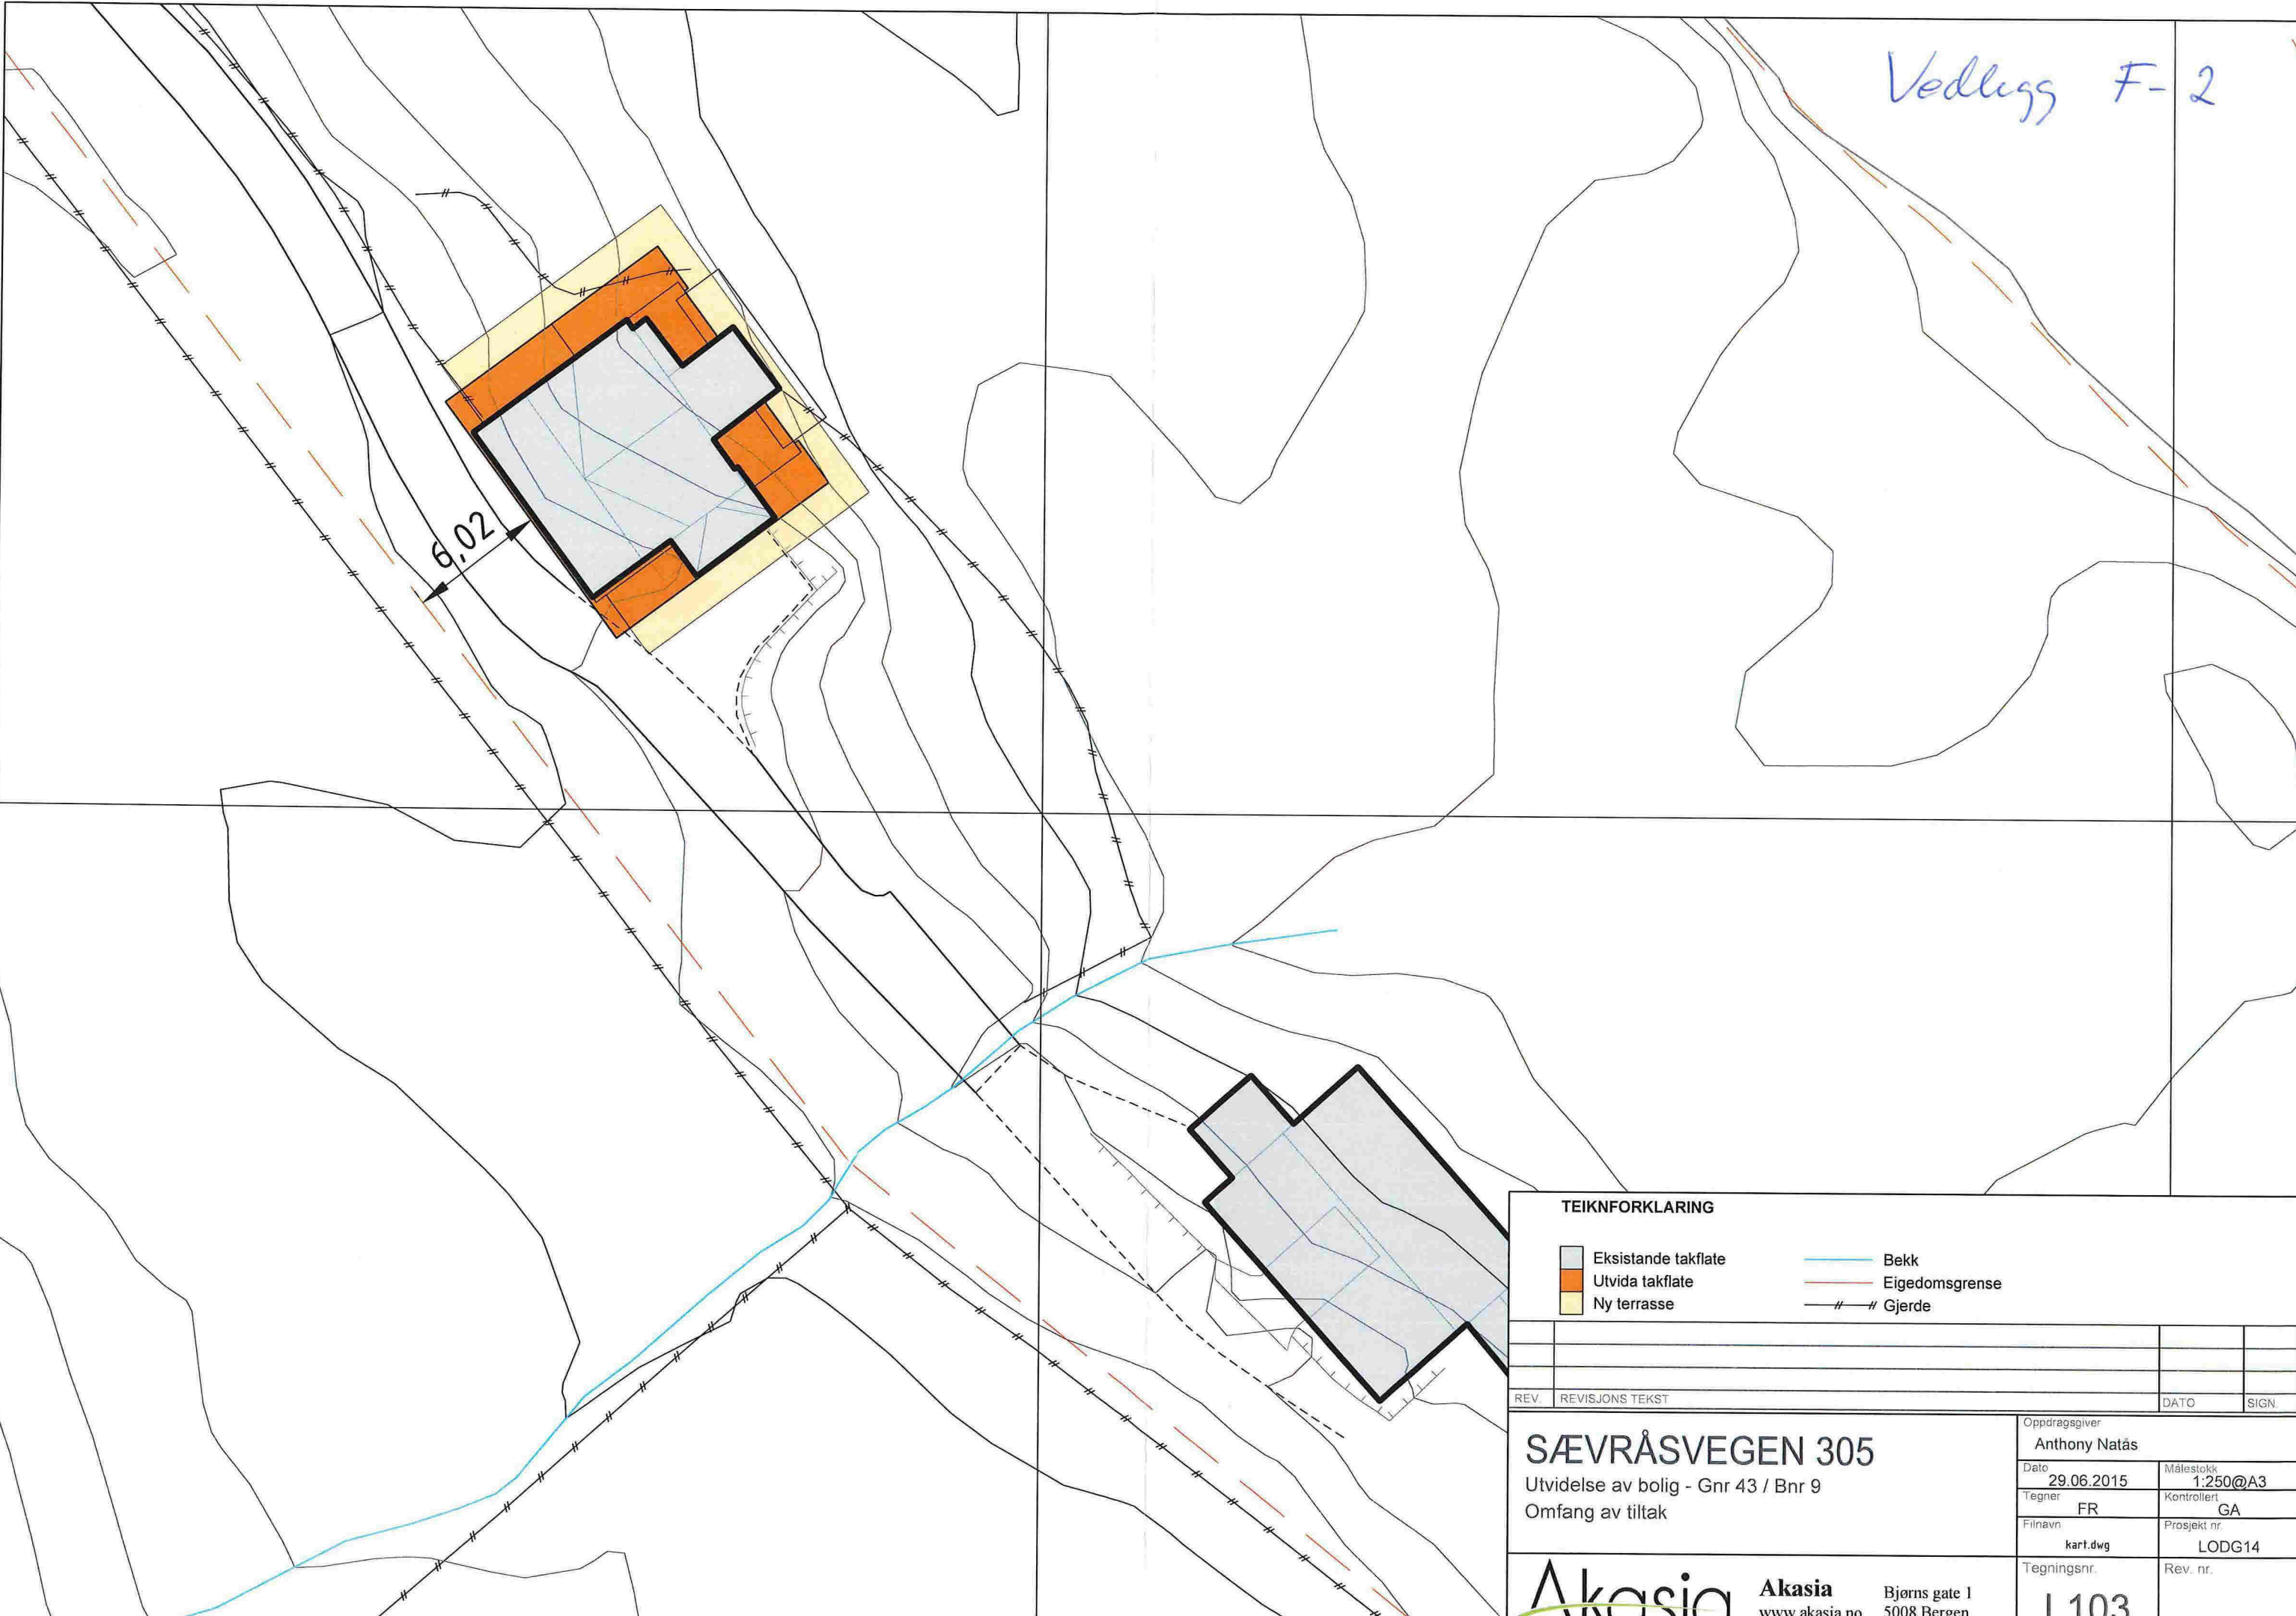 Vedlegg F-2
6,02
TEIKNFORKLARING
Eksistande takflate
Utvida takflate
Ny terrasse
Bekk
Eigedomsgrense
Gjerde
REV. REVISJONS TEKST DATO SIGN.
SÆVRÅSVEGEN 305
Utvidelse av bolig - Gnr 43 / Bnr 9
Omfang av tiltak
Oppdragsgiver
Anthony Natås
Dato
29.06.2015
Målestokk
1:250@A3
Tegner
FR
Kontrollert
GA
Filnavn
kart.dwg
Prosjekt nr.
LODG14
Akasia
Akasia
www.akasia.no
Bjørns gate 1
5008 Bergen
Tegningsnr.
L103
Rev. nr.